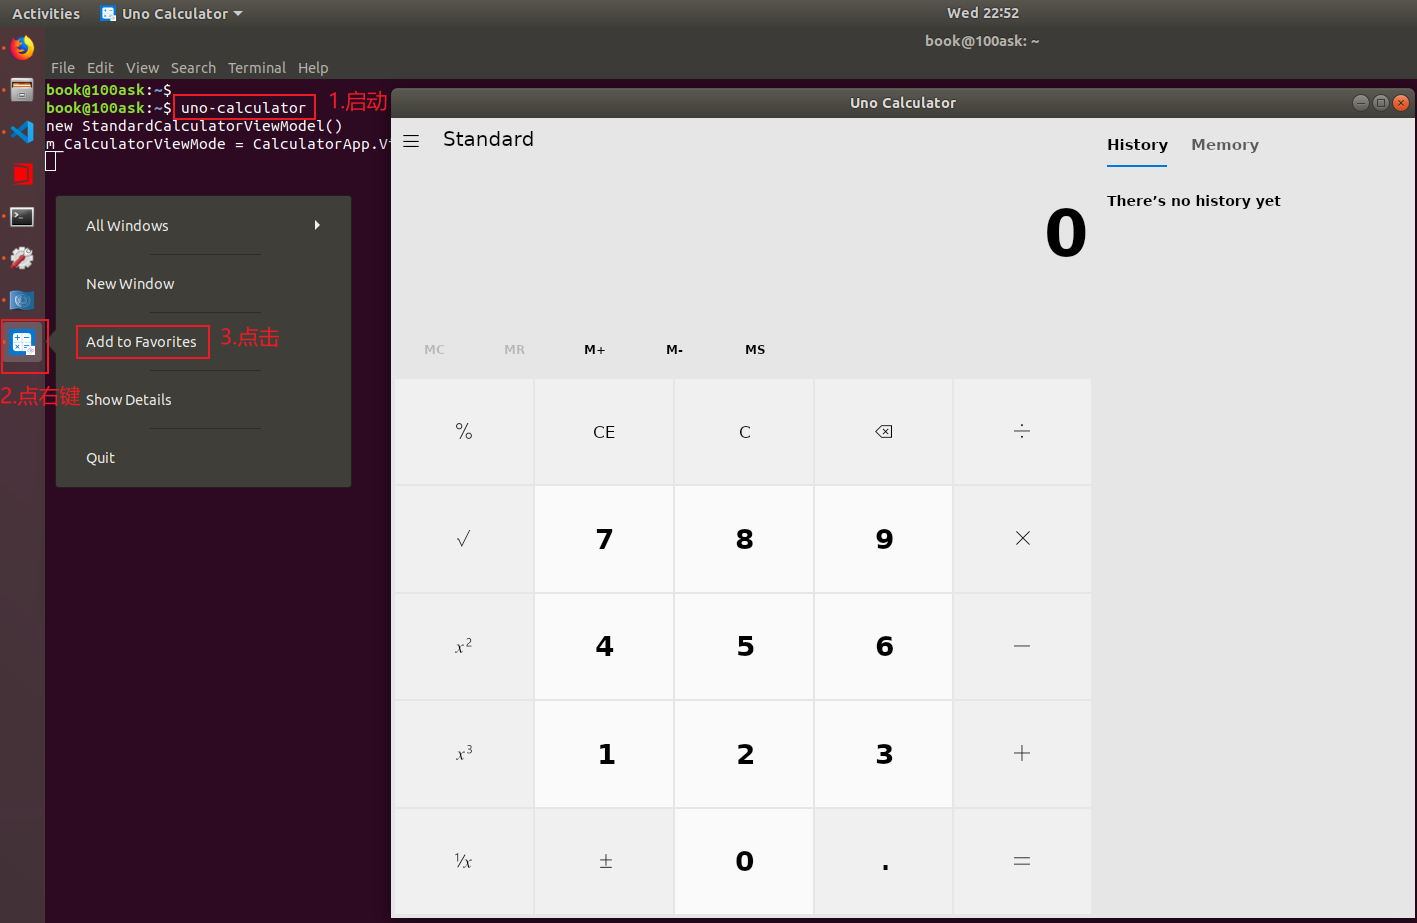 Activities
Uno Calculator
Wed 22:52
book@100ask: ~
File Edit View Search Terminal Help
book@100ask:~$
book@100ask:~$ uno-calculator
1.启动
new StandardCalculatorViewModel()
m_CalculatorViewMode = CalculatorApp.Vi
All Windows
New Window
Add to Favorites
3.点击
2.点右键
Show Details
Quit
Uno Calculator
Standard
History Memory
There’s no history yet
0
MC MR M+ M- MS
% CE C ÷
√ 7 8 9 ×
x² 4 5 6 −
x³ 1 2 3 +
⅟x ± 0 . =